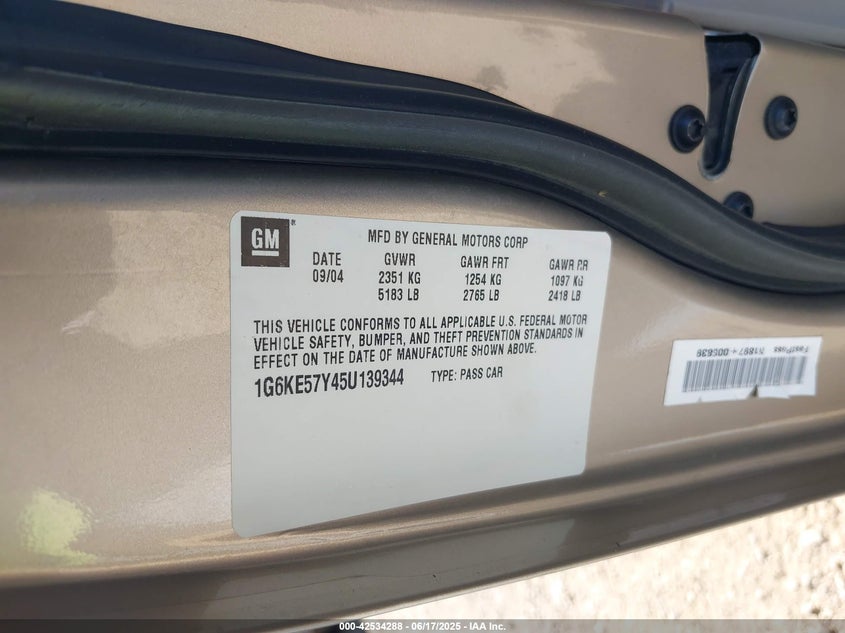 GM ®
MFD BY GENERAL MOTORS CORP
DATE GVWR GAWR FRT GAWR RR
09/04 2351 KG 1254 KG 1097 KG
5183 LB 2765 LB 2418 LB
THIS VEHICLE CONFORMS TO ALL APPLICABLE U.S. FEDERAL MOTOR
VEHICLE SAFETY, BUMPER, AND THEFT PREVENTION STANDARDS IN
EFFECT ON THE DATE OF MANUFACTURE SHOWN ABOVE.
1G6KE57Y45U139344 TYPE: PASS CAR
FastPass
000-42534288 - 06/17/2025 - IAA Inc.